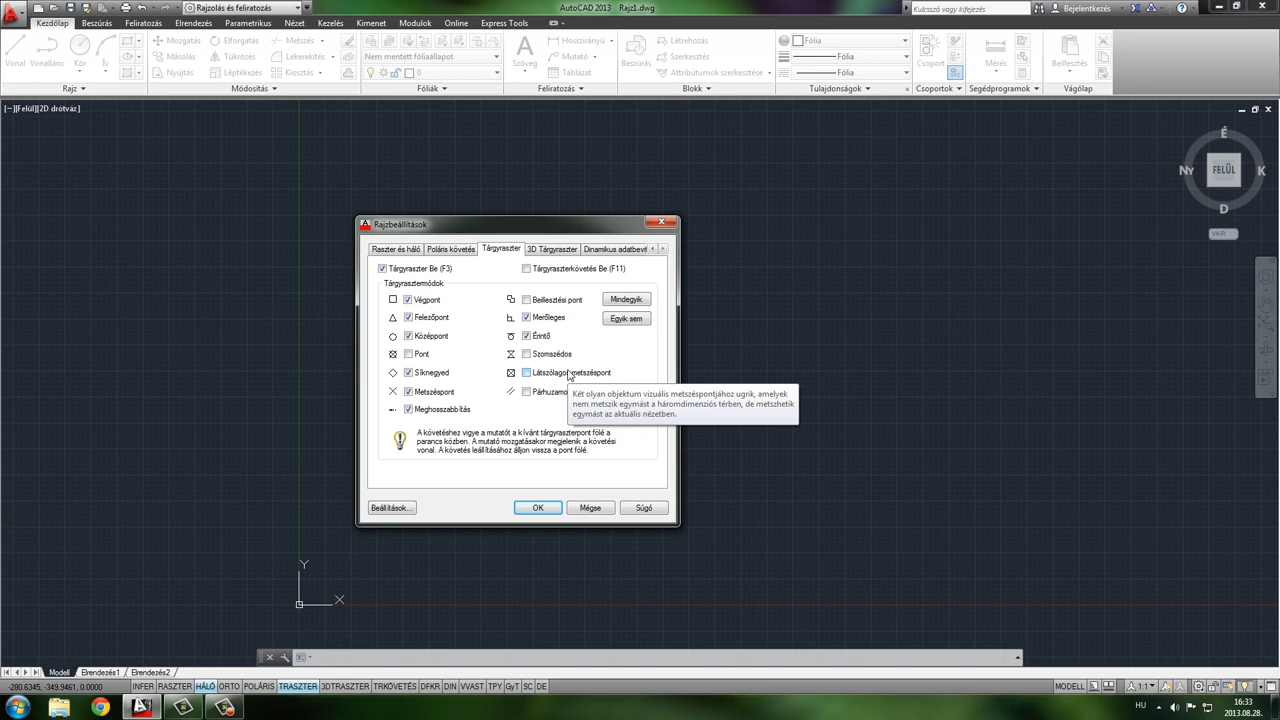 Rajzolás és feliratozás
AutoCAD 2013 Rajz1.dwg
Kulcsszó vagy kifejezés
Bejelentkezés
Kezdőlap Beszúrás Feliratozás Elrendezés Parametrikus Nézet Kezelés Kimenet Modulok Online Express Tools
Vonal Vonallánc Kör Ív
Mozgatás Elforgatás Metszés
Másolás Tükrözés Lekerekítés
Nyújtás Léptékezés Kiosztás
Nem mentett fóliaállapot
0
Szöveg
Hosszirányú
Mutató
Táblázat
Beszúrás
Létrehozás
Szerkesztés
Attribútumok szerkesztése
Fólia
Fólia
Fólia
Csoport
Mérés
Beillesztés
Rajz Módosítás Fóliák Feliratozás Blokk Tulajdonságok Csoportok Segédprogramok Vágólap
[−][Felül][2D drótváz]
É
Ny FELÜL K
D
VKR
Rajzbeállítások
Raszter és háló Poláris követés Tárgyraszter 3D Tárgyraszter Dinamikus adatbevit
Tárgyraszter Be (F3) Tárgyraszterkövetés Be (F11)
Tárgyrasztermódok
Végpont Beillesztési pont Mindegyik
Felezőpont Merőleges Egyik sem
Középpont Érintő
Pont Szomszédos
Síknegyed Látszólagos metszéspont
Metszéspont Párhuzamo
Meghosszabbítás
Két olyan objektum vizuális metszéspontjához ugrik, amelyek
nem metszik egymást a háromdimenziós térben, de metszhetik
egymást az aktuális nézetben.
A követéshez vigye a mutatót a kívánt tárgyraszterpont fölé a
parancs közben. A mutató mozgatásakor megjelenik a követési
vonal. A követés leállításához álljon vissza a pont fölé.
Beállítások... OK Mégse Súgó
Y
X
Modell Elrendezés1 Elrendezés2
-280.6345, -349.9461, 0.0000 INFER RASZTER HÁLÓ ORTO POLÁRIS TRASZTER 3DTRASZTER TRKÖVETÉS DFKR DIN VVAST TPY GyT SC DE MODELL 1:1
HU 16:33
2013.08.28.